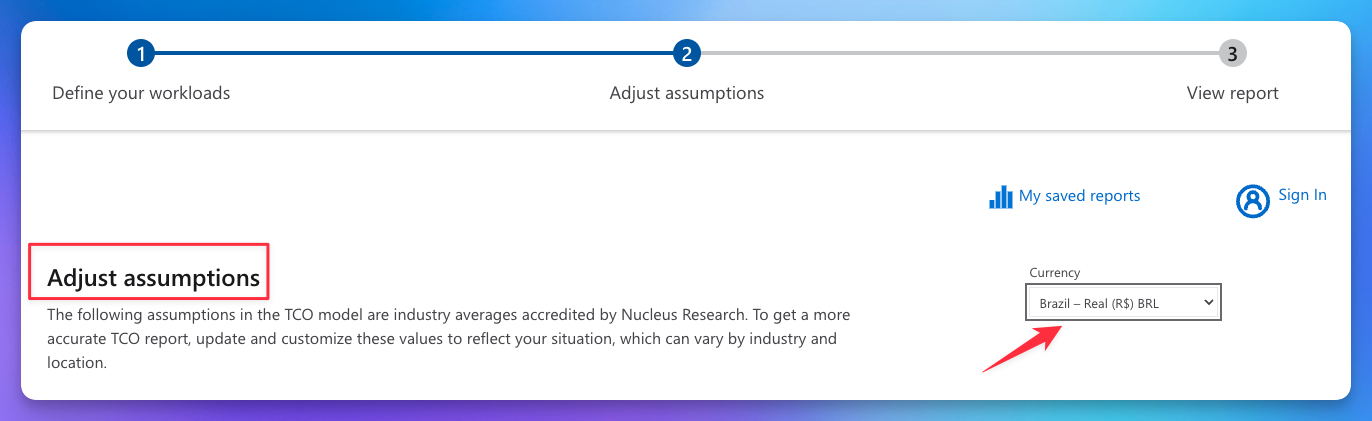 1
2
3
Define your workloads
Adjust assumptions
View report
My saved reports
Sign In
Adjust assumptions
Currency
Brazil – Real (R$) BRL
The following assumptions in the TCO model are industry averages accredited by Nucleus Research. To get a more
accurate TCO report, update and customize these values to reflect your situation, which can vary by industry and
location.